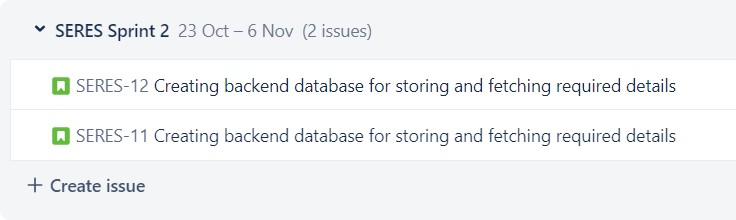 SERES Sprint 2 23 Oct – 6 Nov (2 issues)
SERES-12 Creating backend database for storing and fetching required details
SERES-11 Creating backend database for storing and fetching required details
+ Create issue